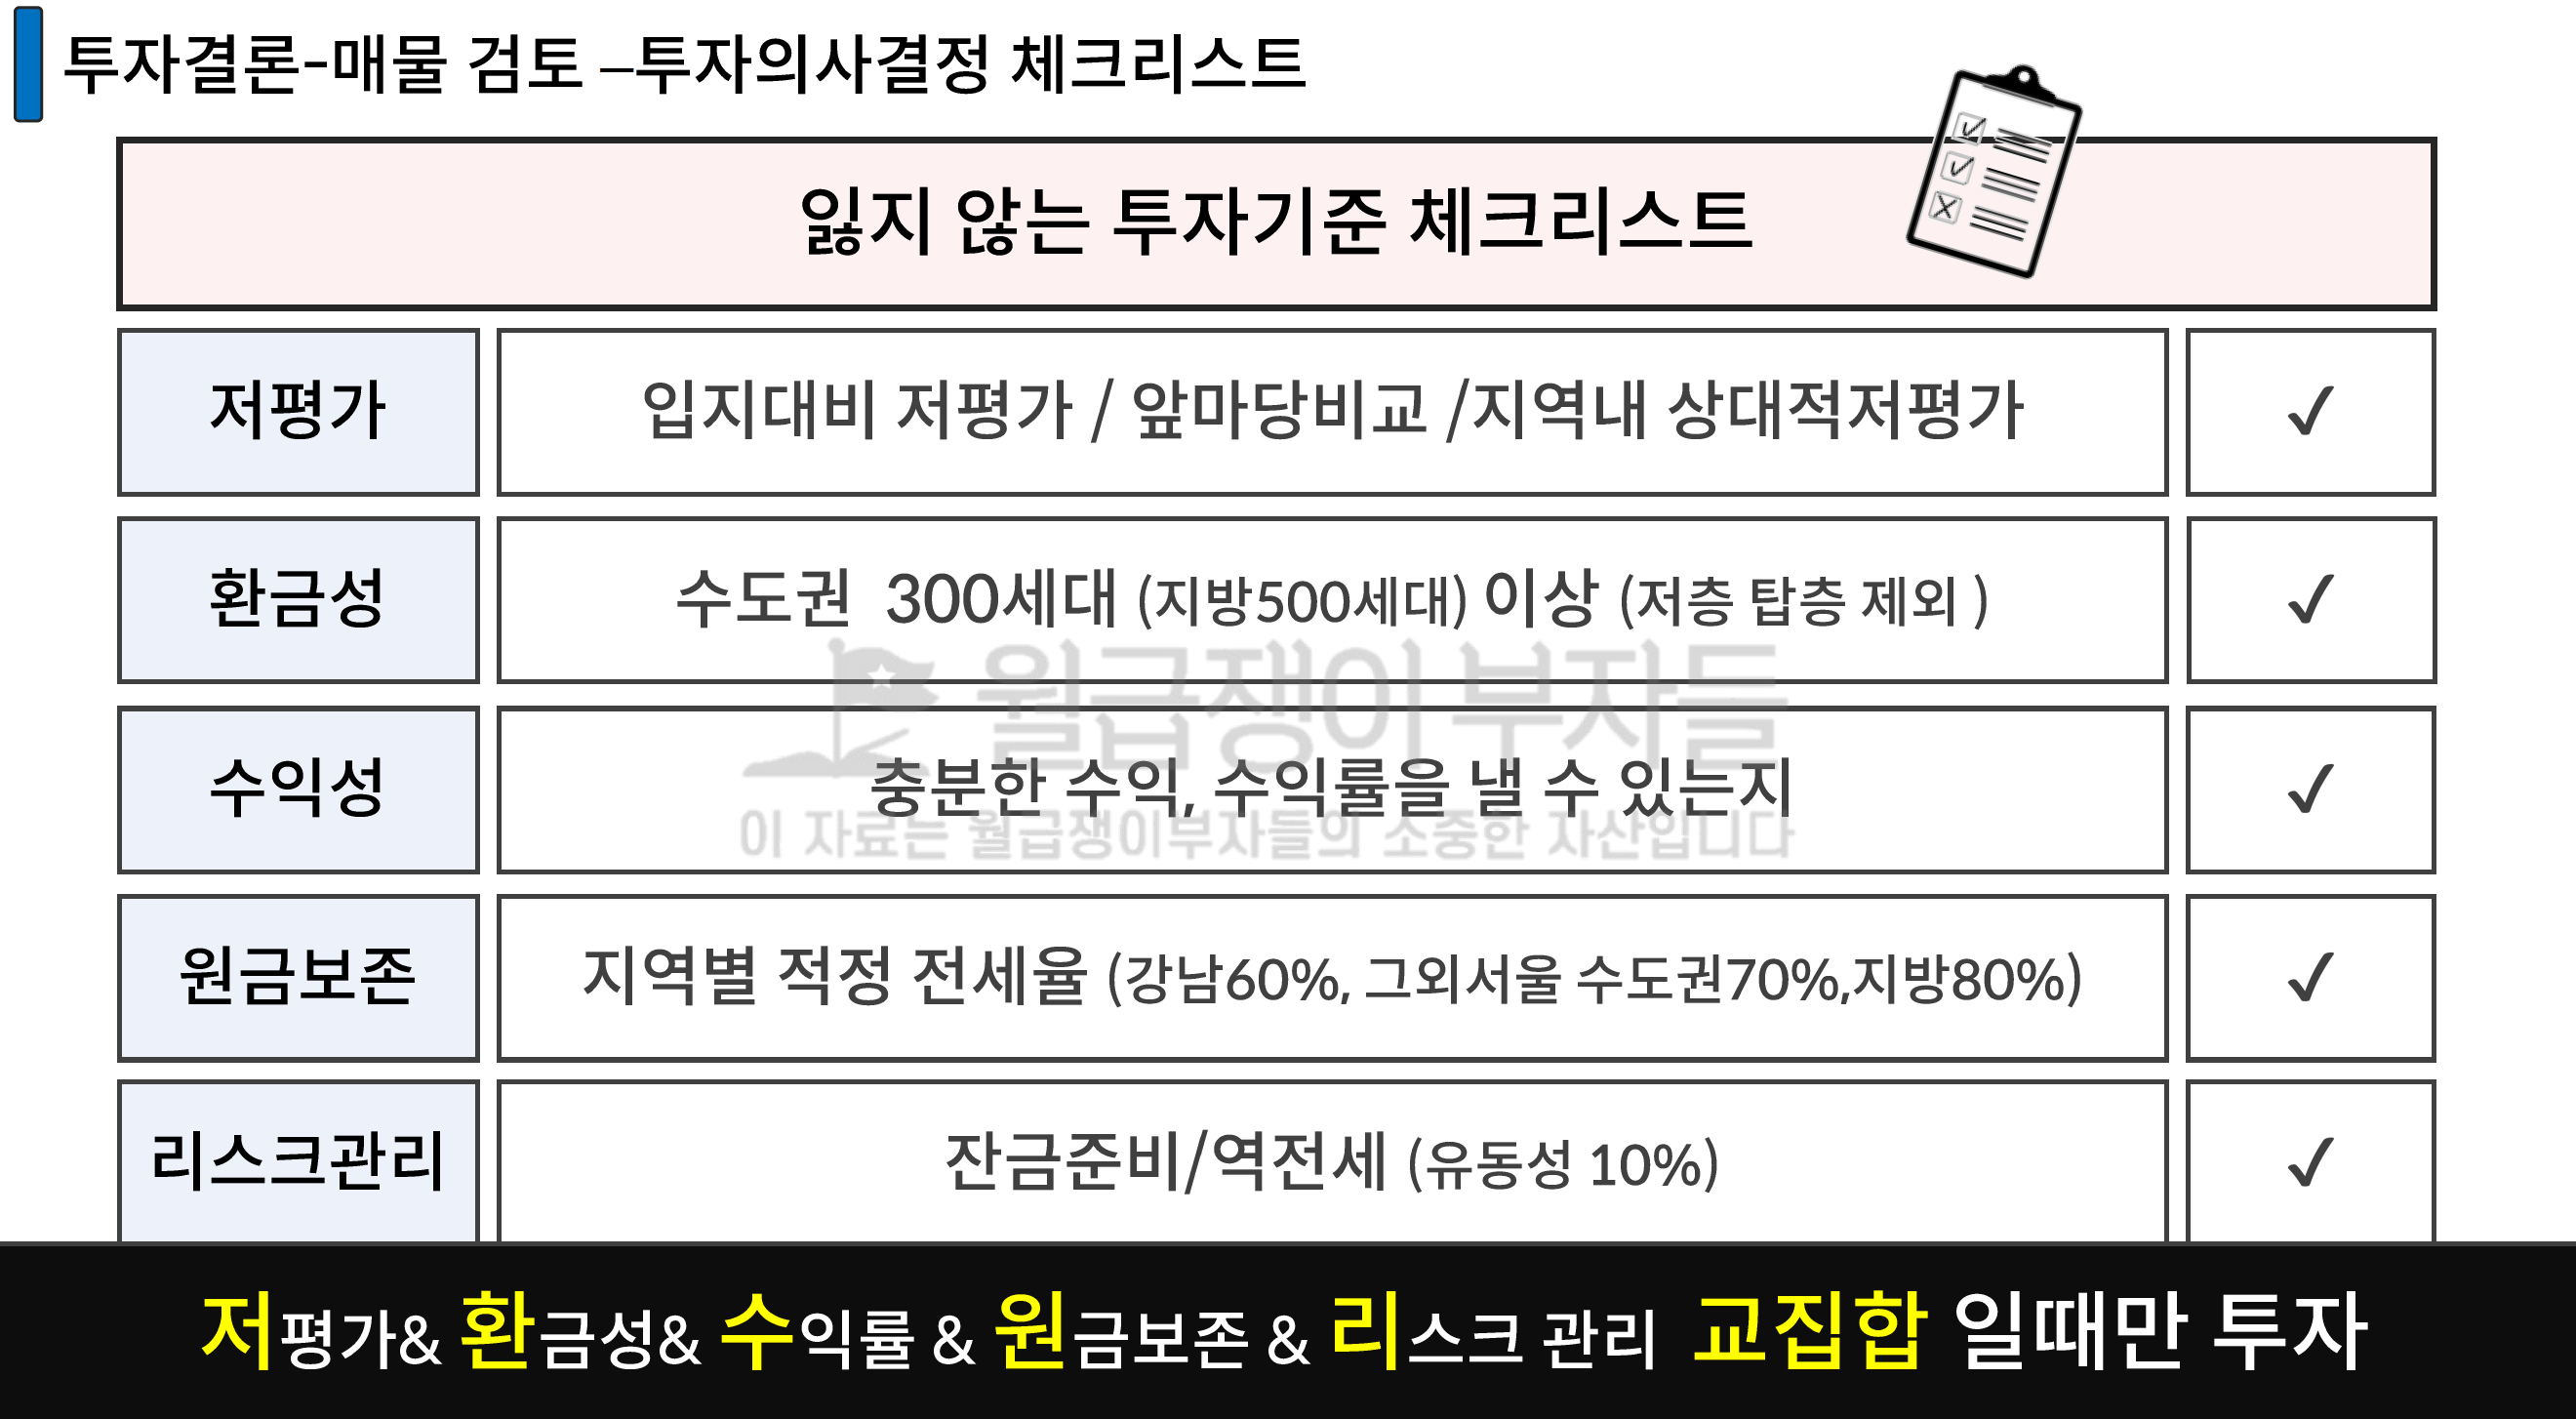 투자결론-매물 검토 –투자의사결정 체크리스트
잃지 않는 투자기준 체크리스트
저평가
입지대비 저평가 / 앞마당비교 /지역내 상대적저평가
✓
환금성
수도권 300세대 (지방500세대) 이상 (저층 탑층 제외 )
✓
월급쟁이 부자들
수익성
충분한 수익, 수익률을 낼 수 있는지
✓
이 자료는 월급쟁이부자들의 소중한 자산입니다
원금보존
지역별 적정 전세율 (강남60%, 그외서울 수도권70%,지방80%)
✓
리스크관리
잔금준비/역전세 (유동성 10%)
✓
저평가& 환금성& 수익률 & 원금보존 & 리스크 관리 교집합 일때만 투자